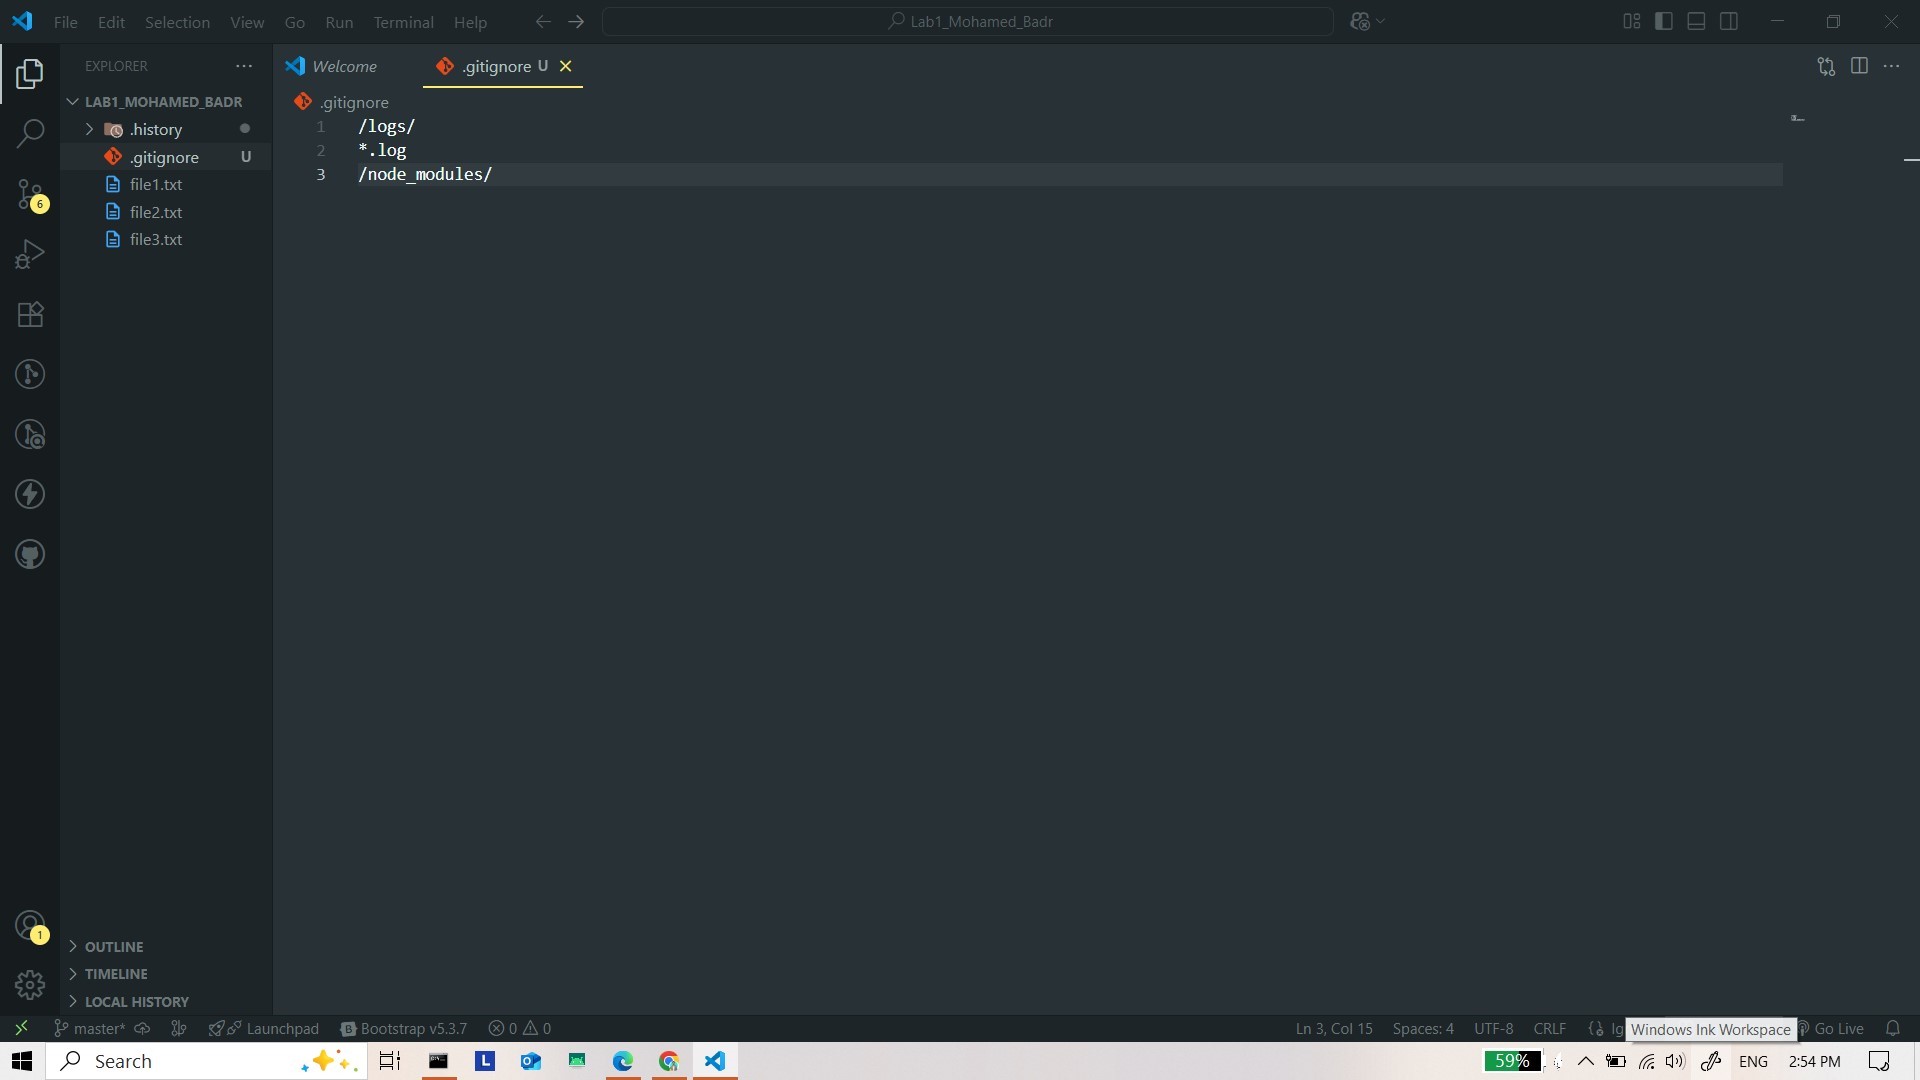 File Edit Selection View Go Run Terminal Help
Lab1_Mohamed_Badr
EXPLORER
LAB1_MOHAMED_BADR
.history
.gitignore U
file1.txt
file2.txt
file3.txt
OUTLINE
TIMELINE
LOCAL HISTORY
6
1
Welcome
.gitignore U
.gitignore
1 /logs/
2 *.log
3 /node_modules/
master* Launchpad Bootstrap v5.3.7 0 0
Ln 3, Col 15 Spaces: 4 UTF-8 CRLF Ig Windows Ink Workspace Go Live
Search
L
59% ENG 2:54 PM